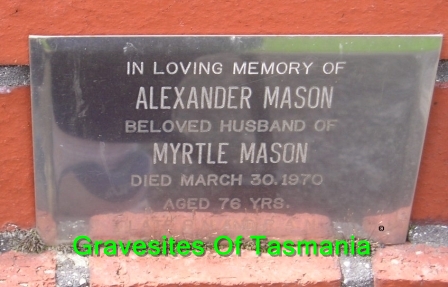 IN LOVING MEMORY OF
ALEXANDER MASON
BELOVED HUSBAND OF
MYRTLE MASON
DIED MARCH 30.1970
AGED 76 YRS.
Gravesites Of Tasmania